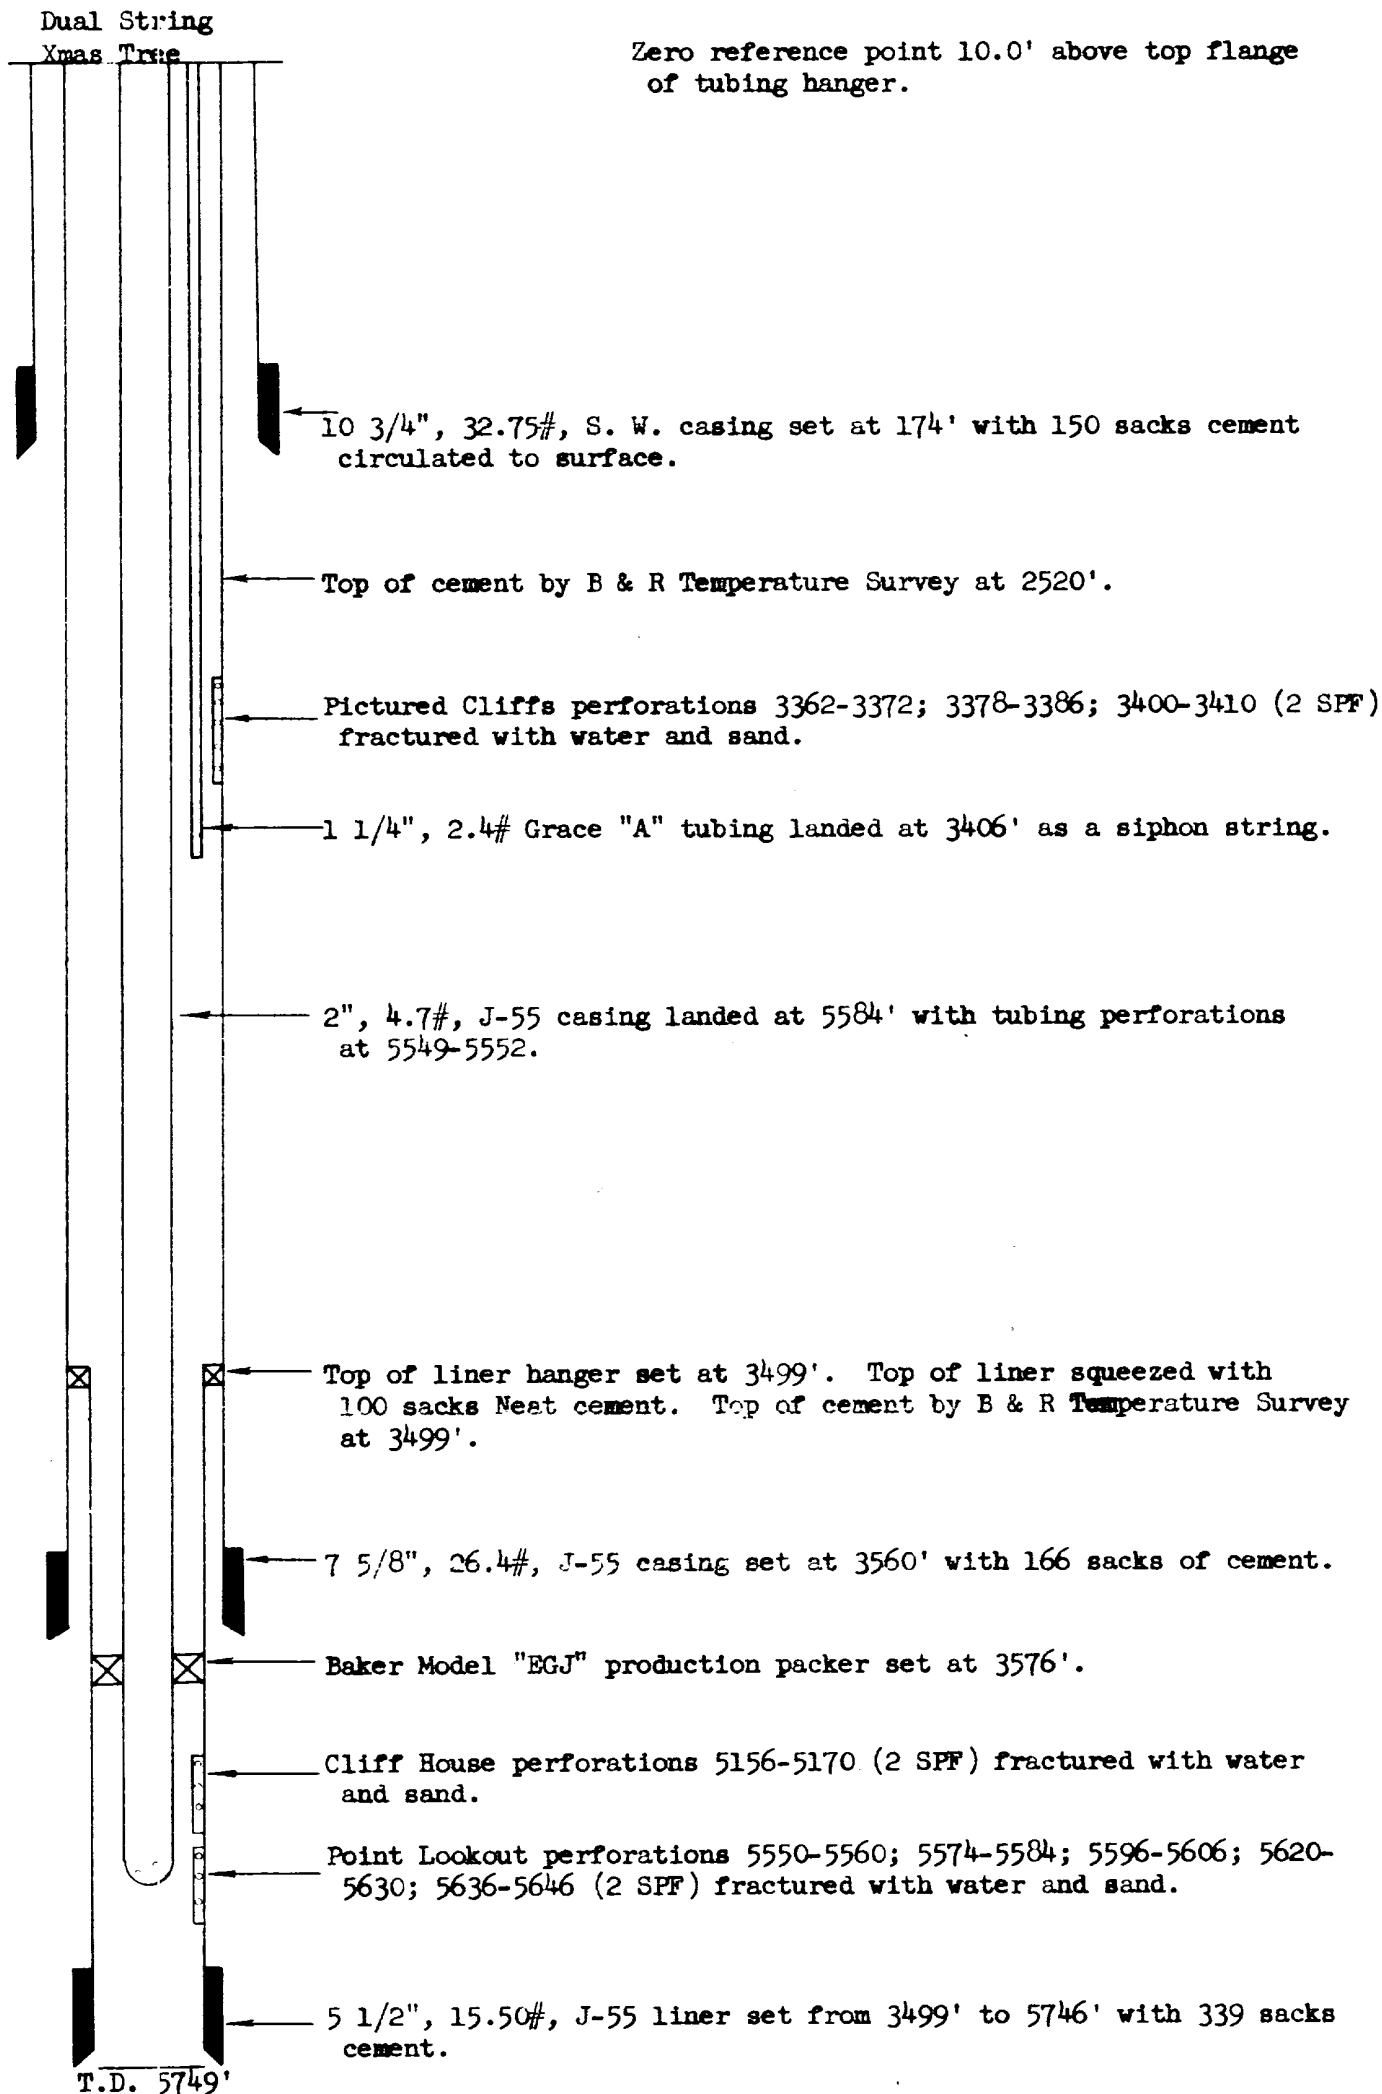 Dual String
Xmas Tree
Zero reference point 10.0' above top flange
of tubing hanger.
10 3/4", 32.75#, S. W. casing set at 174' with 150 sacks cement
circulated to surface.
Top of cement by B & R Temperature Survey at 2520'.
Pictured Cliffs perforations 3362-3372; 3378-3386; 3400-3410 (2 SPF)
fractured with water and sand.
1 1/4", 2.4# Grace "A" tubing landed at 3406' as a siphon string.
2", 4.7#, J-55 casing landed at 5584' with tubing perforations
at 5549-5552.
Top of liner hanger set at 3499'. Top of liner squeezed with
100 sacks Neat cement. Top of cement by B & R Temperature Survey
at 3499'.
7 5/8", 26.4#, J-55 casing set at 3560' with 166 sacks of cement.
Baker Model "EGJ" production packer set at 3576'.
Cliff House perforations 5156-5170 (2 SPF) fractured with water
and sand.
Point Lookout perforations 5550-5560; 5574-5584; 5596-5606; 5620-
5630; 5636-5646 (2 SPF) fractured with water and sand.
5 1/2", 15.50#, J-55 liner set from 3499' to 5746' with 339 sacks
cement.
T.D. 5749'